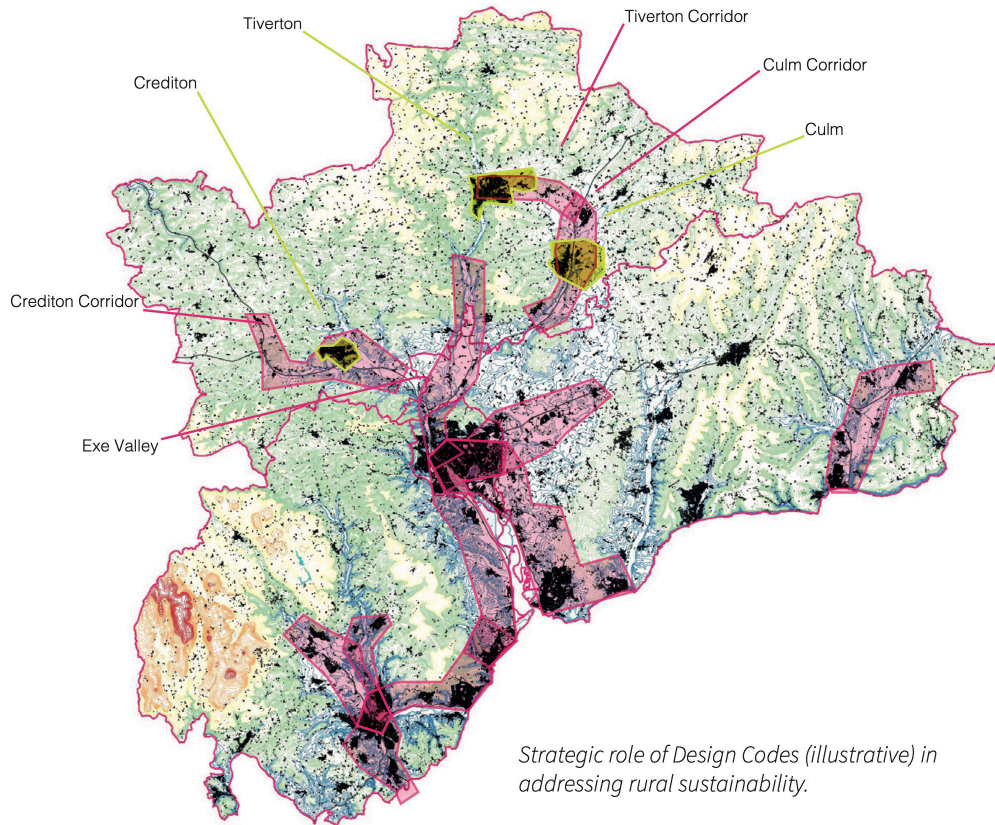 Tiverton Corridor
Tiverton
Culm Corridor
Crediton
Culm
Crediton Corridor
Exe Valley
Strategic role of Design Codes (illustrative) in
addressing rural sustainability.